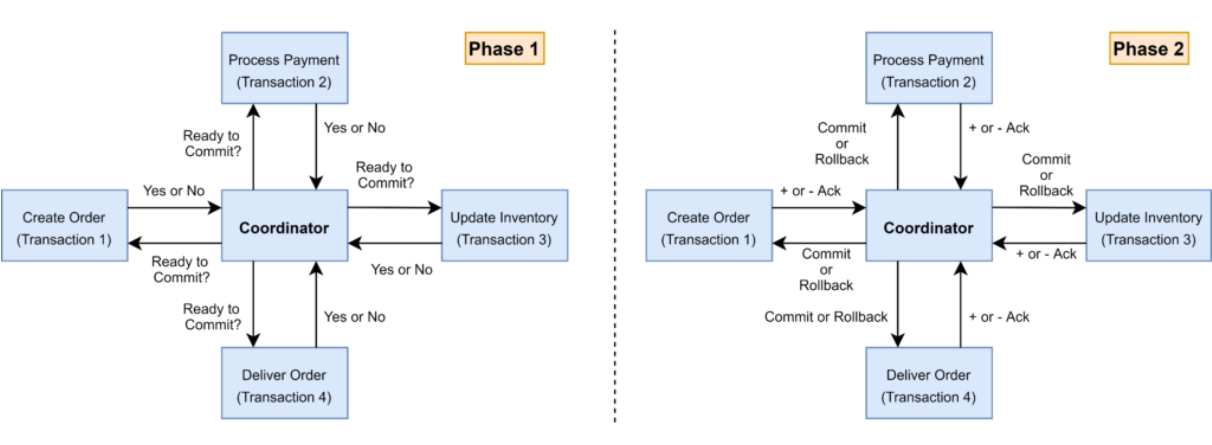 Phase 1
Process Payment
(Transaction 2)
Ready to
Commit?
Yes or No
Ready to
Commit?
Yes or No
Create Order
(Transaction 1)
Coordinator
Update Inventory
(Transaction 3)
Ready to
Commit?
Yes or No
Ready to
Commit?
Yes or No
Deliver Order
(Transaction 4)
Phase 2
Process Payment
(Transaction 2)
Commit
or
Rollback
+ or - Ack
Commit
or
Rollback
+ or - Ack
Create Order
(Transaction 1)
Coordinator
Update Inventory
(Transaction 3)
Commit
or
Rollback
+ or - Ack
Commit or Rollback
+ or - Ack
Deliver Order
(Transaction 4)